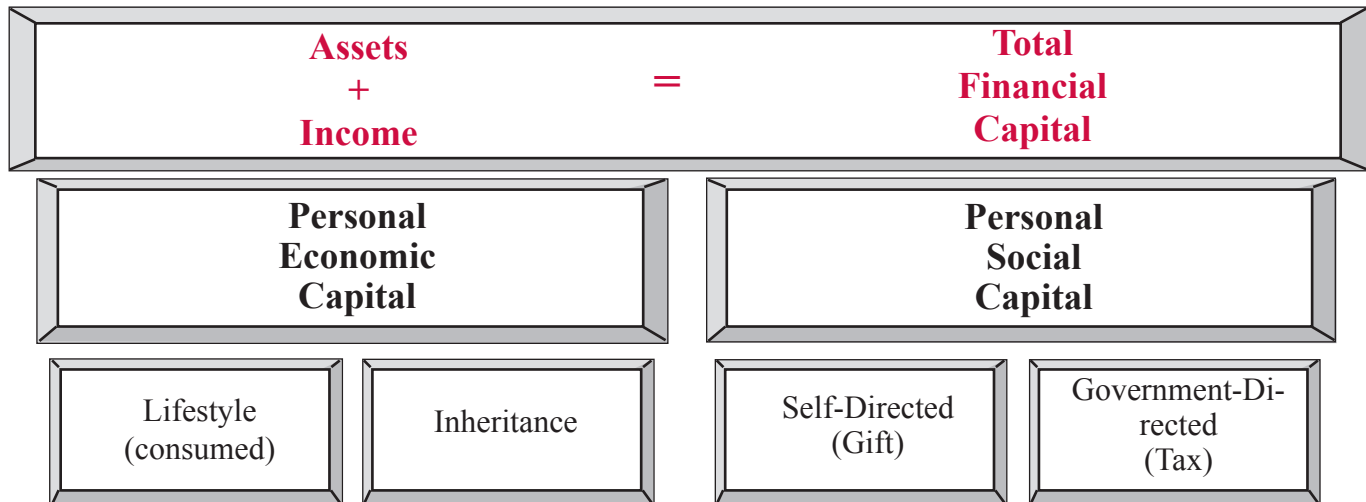 Assets
+
Income
=
Total
Financial
Capital
Personal
Economic
Capital
Personal
Social
Capital
Lifestyle
(consumed)
Inheritance
Self-Directed
(Gift)
Government-Di-
rected
(Tax)